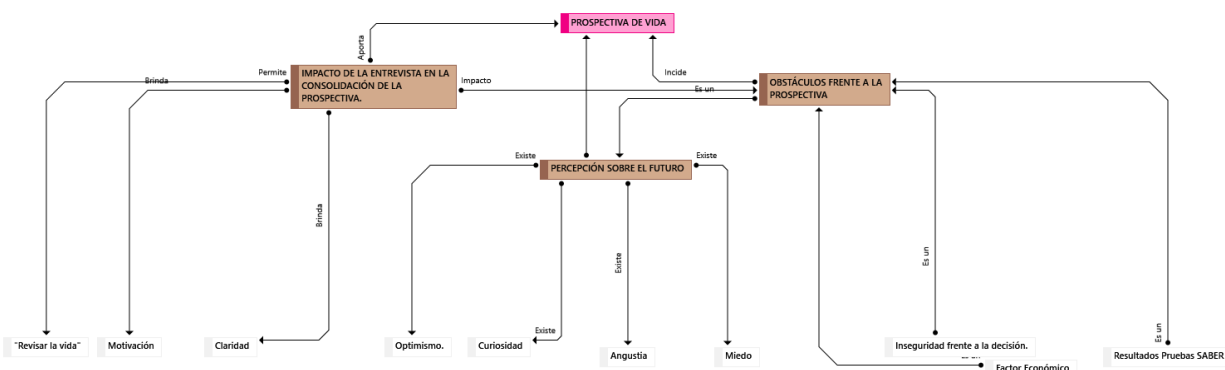 PROSPECTIVA DE VIDA
Aporta
Permite
Brinda
IMPACTO DE LA ENTREVISTA EN LA
CONSOLIDACIÓN DE LA
PROSPECTIVA.
Impacto
Incide
Es un
OBSTÁCULOS FRENTE A LA
PROSPECTIVA
Existe
PERCEPCIÓN SOBRE EL FUTURO
Existe
Brinda
Existe
Es un
Existe
Es un
"Revisar la vida"
Motivación
Claridad
Optimismo.
Curiosidad
Angustia
Miedo
Inseguridad frente a la decisión.
Es un
Factor Económico
Resultados Pruebas SABER